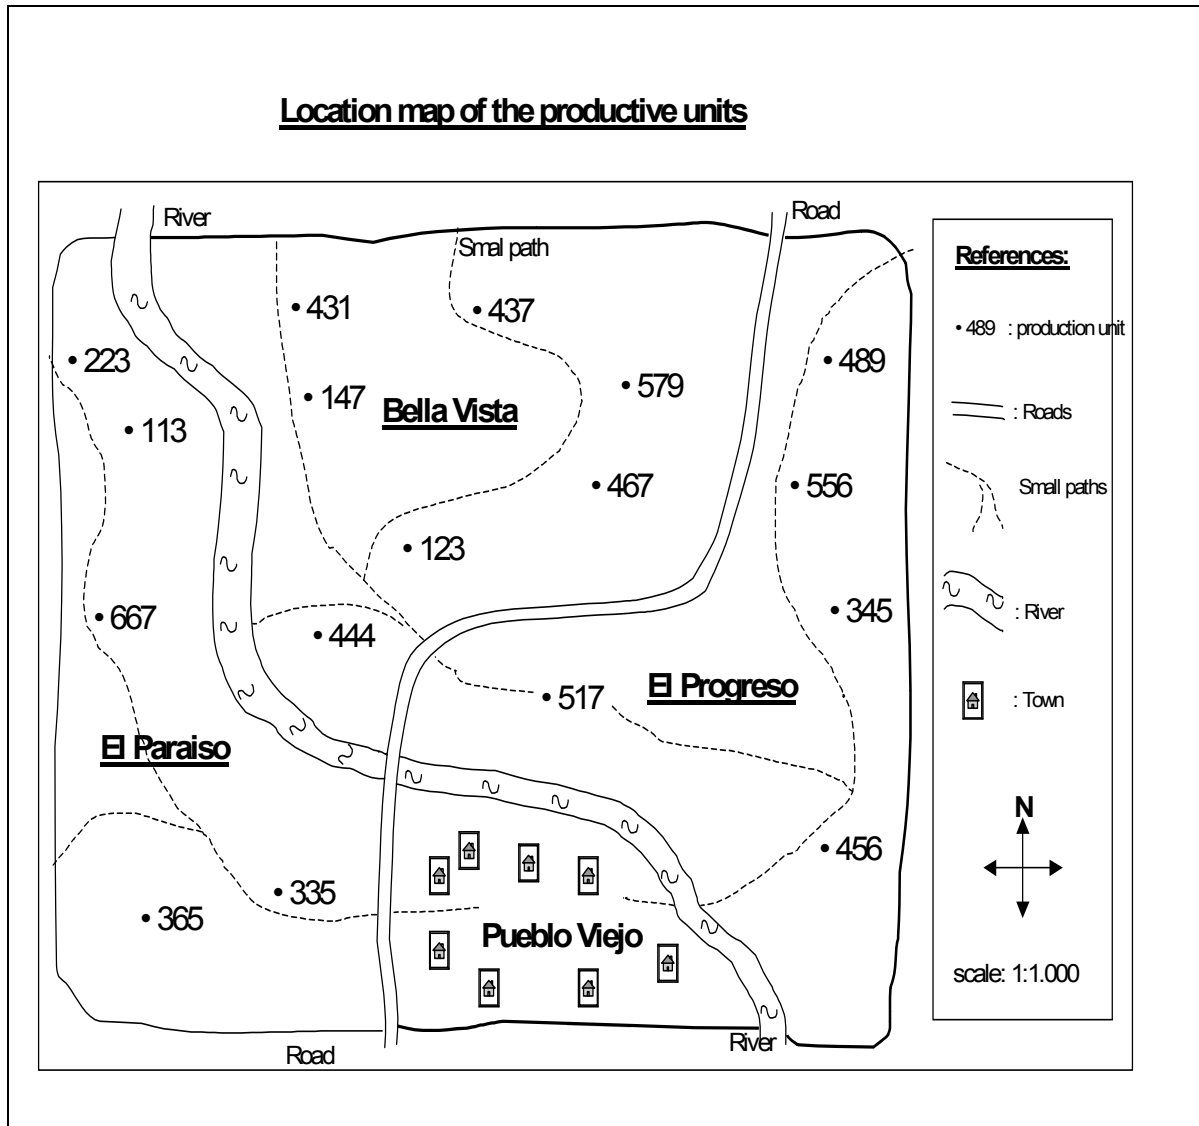 Location map of the productive units
River
Road
Smal path
• 431
• 437
• 223
• 489
• 579
• 147
Bella Vista
• 113
• 467
• 556
• 123
• 667
• 345
• 444
El Progreso
• 517
El Paraiso
• 456
• 335
• 365
Pueblo Viejo
Road
River
References:
• 489 : production unit
: Roads
Small paths
: River
: Town
N
scale: 1:1.000